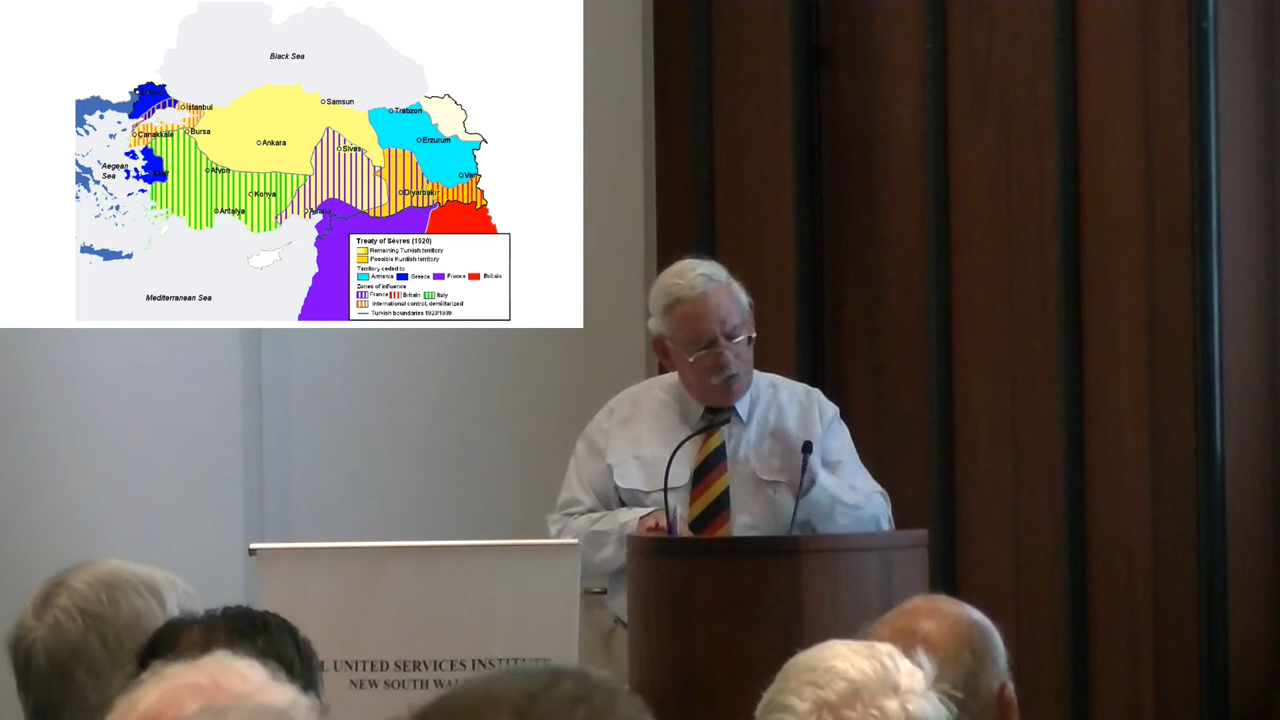 Black Sea
Samsun
Istanbul
Trabzon
Çanakkale
Bursa
Erzurum
Ankara
Sivas
Aegean
Sea
Afyon
Van
Konya
Diyarbakir
Antalya
Adana
Mediterranean Sea
Treaty of Sèvres (1920)
Remaining Turkish territory
Possible Kurdish territory
Territory ceded to
Armenia Greece France Britain
Zones of influence
France Britain Italy
International control, demilitarized
Turkish boundaries 1923/1939
L UNITED SERVICES INSTITUTE
NEW SOUTH WAL